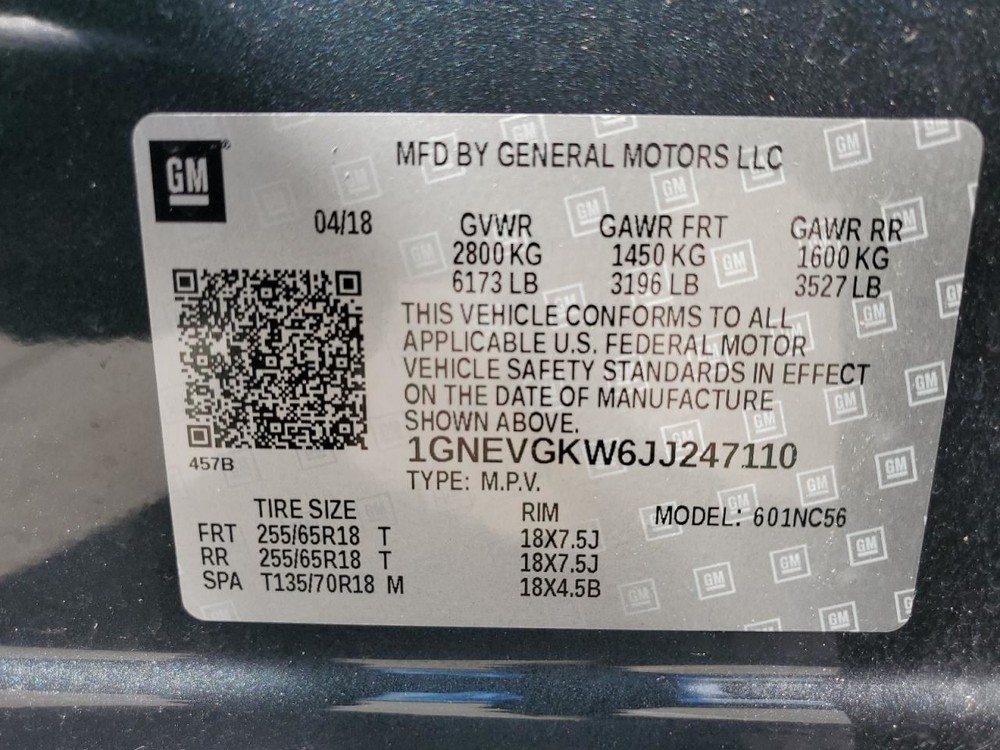 GM
MFD BY GENERAL MOTORS LLC
04/18 GVWR GAWR FRT GAWR RR
2800 KG 1450 KG 1600 KG
6173 LB 3196 LB 3527 LB
THIS VEHICLE CONFORMS TO ALL
APPLICABLE U.S. FEDERAL MOTOR
VEHICLE SAFETY STANDARDS IN EFFECT
ON THE DATE OF MANUFACTURE
SHOWN ABOVE.
457B
1GNEVGKW6JJ247110
TYPE: M.P.V.
TIRE SIZE RIM MODEL: 601NC56
FRT 255/65R18 T 18X7.5J
RR 255/65R18 T 18X7.5J
SPA T135/70R18 M 18X4.5B